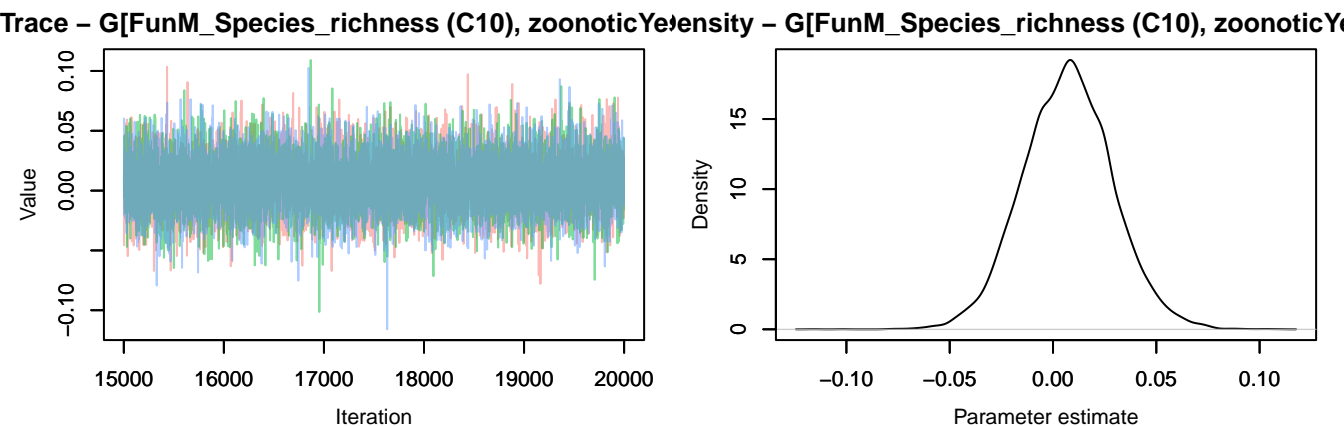 Trace – G[FunM_Species_richness (C10), zoonoticYe
Density – G[FunM_Species_richness (C10), zoonoticYe
Value
0.10
0.05
0.00
−0.10
15000 16000 17000 18000 19000 20000
Iteration
Density
15
10
5
0
−0.10 −0.05 0.00 0.05 0.10
Parameter estimate